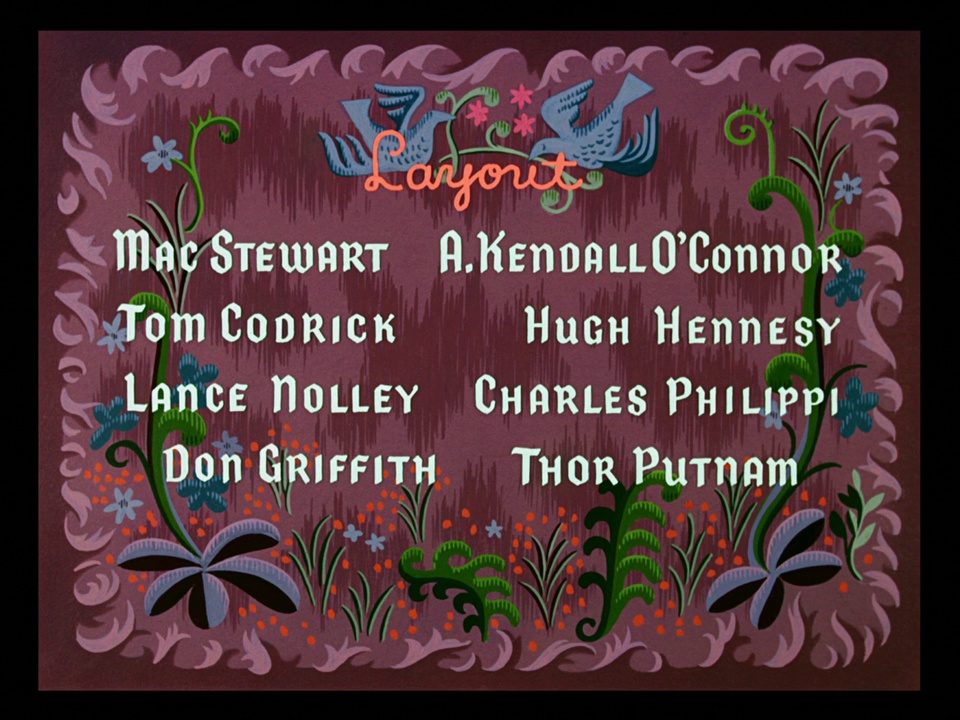 Layout
Mac Stewart A. Kendall O'Connor
Tom Codrick Hugh Hennesy
Lance Nolley Charles Philippi
Don Griffith Thor Putnam